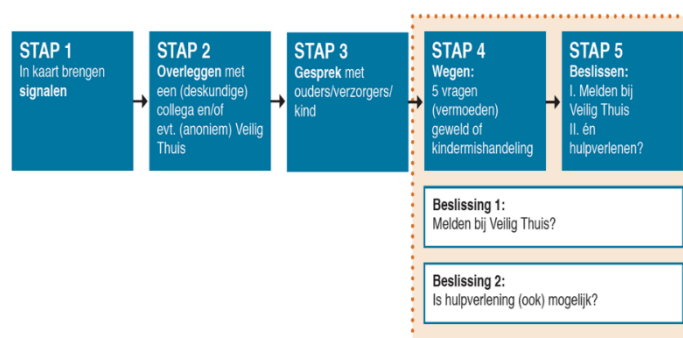 STAP 1
In kaart brengen
signalen
STAP 2
Overleggen met
een (deskundige)
collega en/of
evt. (anoniem) Veilig
Thuis
STAP 3
Gesprek met
ouders/verzorgers/
kind
STAP 4
Wegen:
5 vragen
(vermoeden)
geweld of
kindermishandeling
STAP 5
Beslissen:
I. Melden bij
Veilig Thuis
II. én
hulpverlenen?
Beslissing 1:
Melden bij Veilig Thuis?
Beslissing 2:
Is hulpverlening (ook) mogelijk?